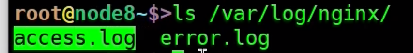 root@node8~$>ls /var/log/nginx/
access.log  error.log